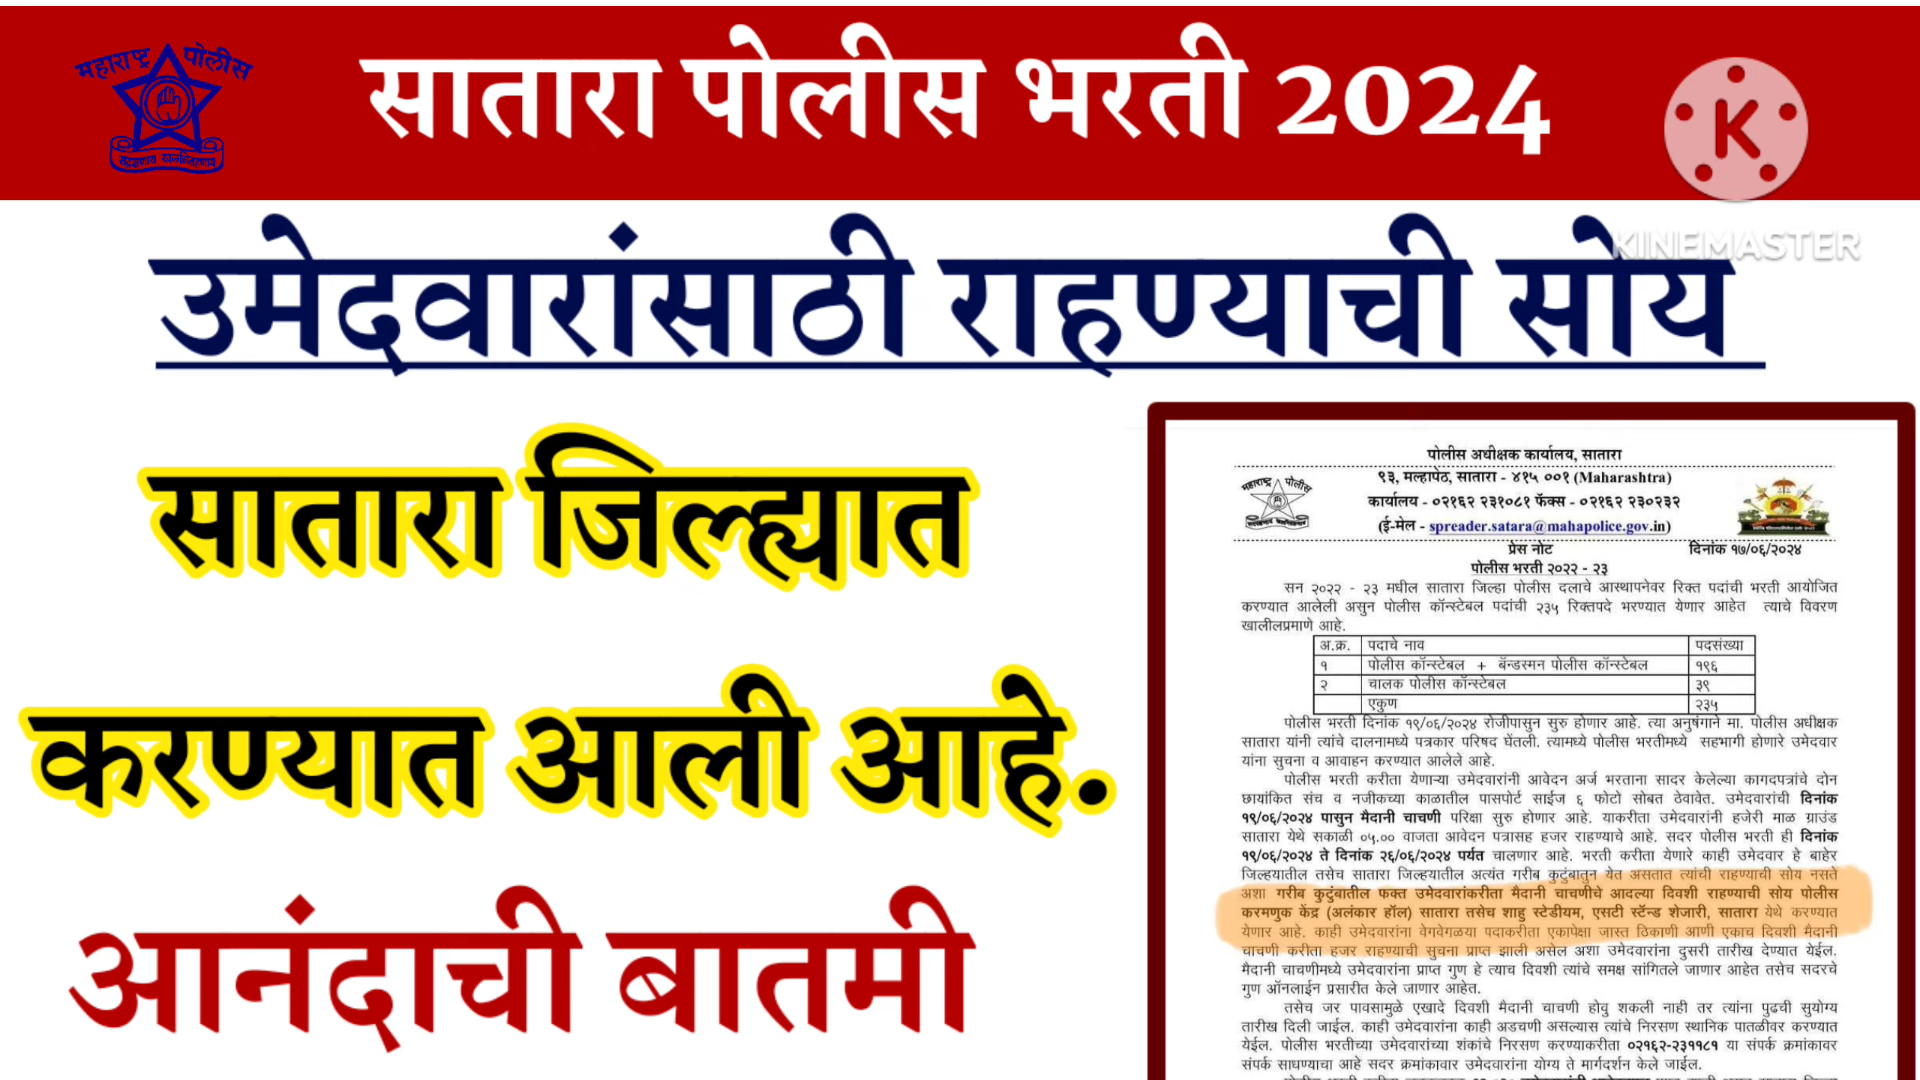 महाराष्ट्र पोलीस
सातारा पोलीस भरती 2024
K
KINEMASTER
उमेदवारांसाठी राहण्याची सोय
सातारा जिल्ह्यात
करण्यात आली आहे.
आनंदाची बातमी
पोलीस अधीक्षक कार्यालय, सातारा
महाराष्ट्र पोलीस
९३, मल्हापेठ, सातारा - ४१५ ००१ (Maharashtra)
कार्यालय - ०२१६२ २३१०८१ फॅक्स - ०२१६२ २३०२३२
(ई-मेल - spreader.satara@mahapolice.gov.in)
प्रेस नोट दिनांक १७/०६/२०२४
पोलीस भरती २०२२ - २३
सन २०२२ - २३ मधील सातारा जिल्हा पोलीस दलाचे आस्थापनेवर रिक्त पदांची भरती आयोजित
करण्यात आलेली असुन पोलीस कॉन्स्टेबल पदांची २३५ रिक्तपदे भरण्यात येणार आहेत त्याचे विवरण
खालीलप्रमाणे आहे.
अ.क्र. पदाचे नाव पदसंख्या
१ पोलीस कॉन्स्टेबल + बॅन्डस्मन पोलीस कॉन्स्टेबल १९६
२ चालक पोलीस कॉन्स्टेबल ३९
एकुण २३५
पोलीस भरती दिनांक १९/०६/२०२४ रोजीपासुन सुरु होणार आहे. त्या अनुषंगाने मा. पोलीस अधीक्षक
सातारा यांनी त्यांचे दालनामध्ये पत्रकार परिषद घेंतली. त्यामध्ये पोलीस भरतीमध्ये सहभागी होणारे उमेदवार
यांना सुचना व आवाहन करण्यात आलेले आहे.
पोलीस भरती करीता येणाऱ्या उमेदवारांनी आवेदन अर्ज भरताना सादर केलेल्या कागदपत्रांचे दोन
छायांकित संच व नजीकच्या काळातील पासपोर्ट साईज ६ फोटो सोबत ठेवावेत. उमेदवारांची दिनांक
१९/०६/२०२४ पासुन मैदानी चाचणी परिक्षा सुरु होणार आहे. याकरीता उमेदवारांनी हजेरी माळ ग्राउंड
सातारा येथे सकाळी ०५.०० वाजता आवेदन पत्रासह हजर राहण्याचे आहे. सदर पोलीस भरती ही दिनांक
१९/०६/२०२४ ते दिनांक २६/०६/२०२४ पर्यत चालणार आहे. भरती करीता येणारे काही उमेदवार हे बाहेर
जिल्हयातील तसेच सातारा जिल्हयातील अत्यंत गरीब कुटुंबातुन येत असतात त्यांची राहण्याची सोय नसते
अशा गरीब कुटुंबातील फक्त उमेदवारांकरीता मैदानी चाचणीचे आदल्या दिवशी राहण्याची सोय पोलीस
करमणुक केंद्र (अलंकार हॉल) सातारा तसेच शाहु स्टेडीयम, एसटी स्टॅन्ड शेजारी, सातारा येथे करण्यात
येणार आहे. काही उमेदवारांना वेगवेगळया पदाकरीता एकापेक्षा जास्त ठिकाणी आणी एकाच दिवशी मैदानी
चाचणी करीता हजर राहण्याची सुचना प्राप्त झाली असेल अशा उमेदवारांना दुसरी तारीख देण्यात येईल.
मैदानी चाचणीमध्ये उमेदवारांना प्राप्त गुण हे त्याच दिवशी त्यांचे समक्ष सांगितले जाणार आहेत तसेच सदरचे
गुण ऑनलाईन प्रसारीत केले जाणार आहेत.
तसेच जर पावसामुळे एखादे दिवशी मैदानी चाचणी होवु शकली नाही तर त्यांना पुढची सुयोग्य
तारीख दिली जाईल. काही उमेदवारांना काही अडचणी असल्यास त्यांचे निरसण स्थानिक पातळीवर करण्यात
येईल. पोलीस भरतीच्या उमेदवारांच्या शंकांचे निरसण करण्याकरीता ०२१६२-२३११८१ या संपर्क क्रमांकावर
संपर्क साधण्याचा आहे सदर क्रमांकावार उमेदवारांना योग्य ते मार्गदर्शन केले जाईल.